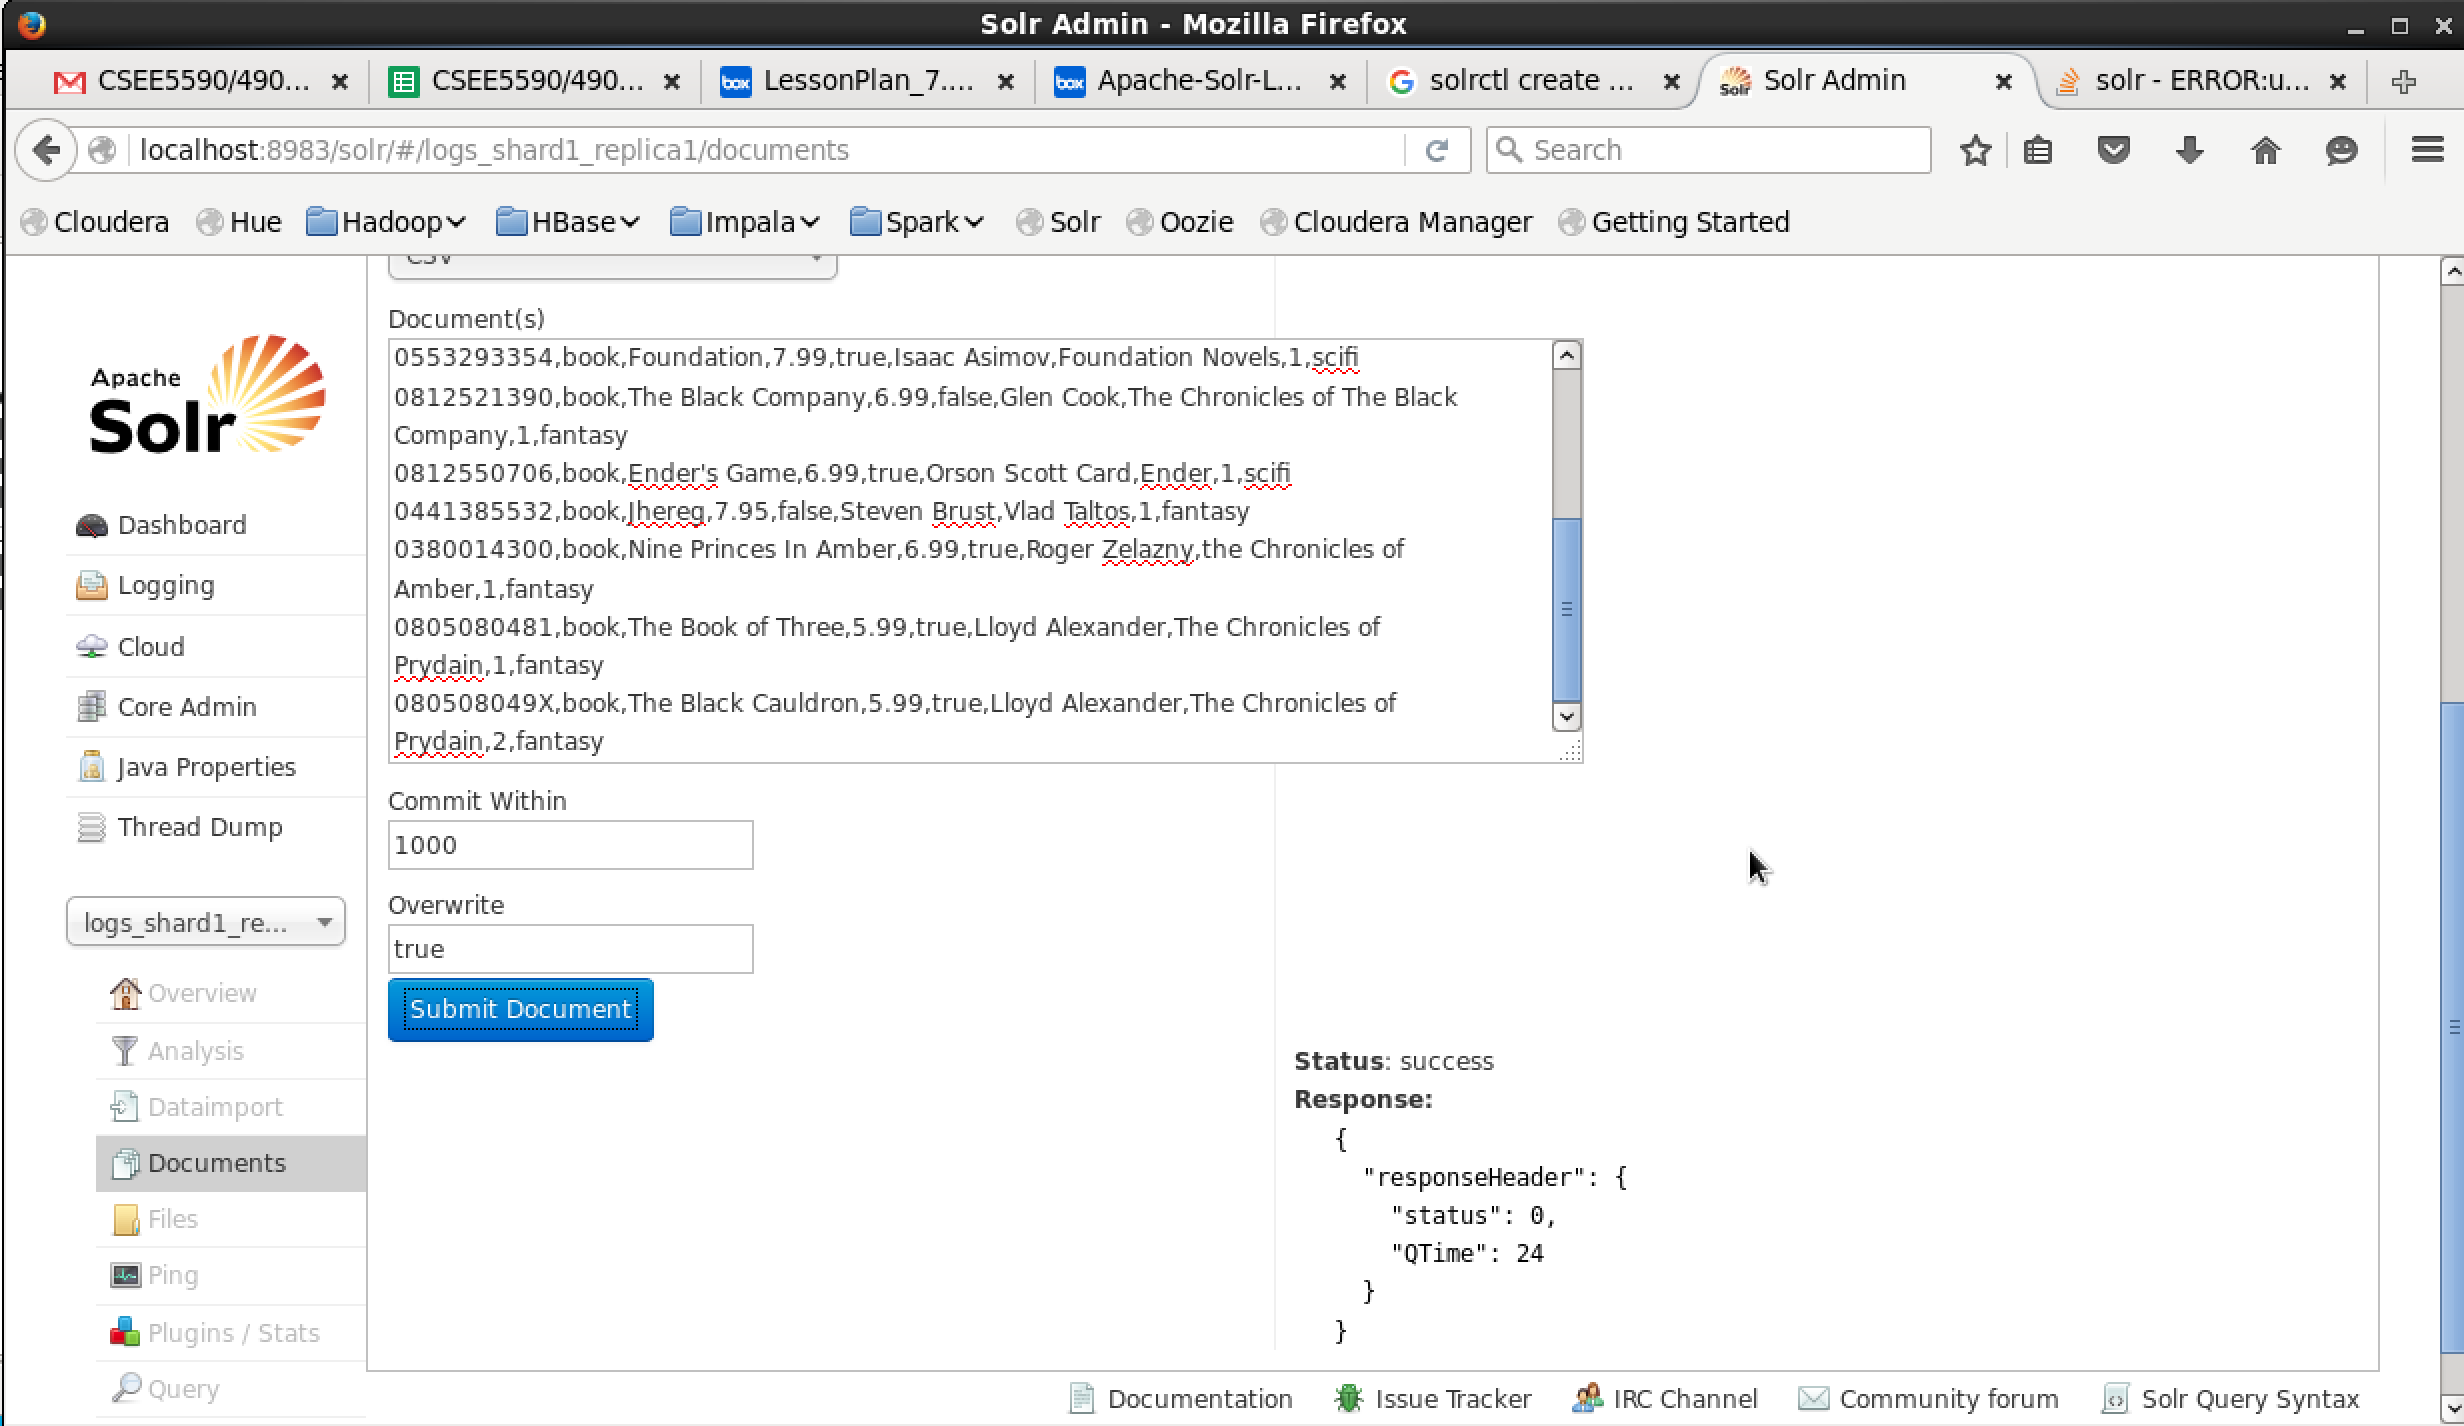 Solr Admin - Mozilla Firefox
CSEE5590/490...
CSEE5590/490...
box LessonPlan_7....
box Apache-Solr-L...
solrctl create ...
Solr Solr Admin
solr - ERROR:u...
localhost:8983/solr/#/logs_shard1_replica1/documents
Search
Cloudera Hue Hadoop HBase Impala Spark Solr Oozie Cloudera Manager Getting Started
CSV
Apache
Solr
Dashboard
Logging
Cloud
Core Admin
Java Properties
Thread Dump
logs_shard1_re...
Overview
Analysis
Dataimport
Documents
Files
Ping
Plugins / Stats
Query
Document(s)
0553293354,book,Foundation,7.99,true,Isaac Asimov,Foundation Novels,1,scifi
0812521390,book,The Black Company,6.99,false,Glen Cook,The Chronicles of The Black
Company,1,fantasy
0812550706,book,Ender's Game,6.99,true,Orson Scott Card,Ender,1,scifi
0441385532,book,Jhereg,7.95,false,Steven Brust,Vlad Taltos,1,fantasy
0380014300,book,Nine Princes In Amber,6.99,true,Roger Zelazny,the Chronicles of
Amber,1,fantasy
0805080481,book,The Book of Three,5.99,true,Lloyd Alexander,The Chronicles of
Prydain,1,fantasy
080508049X,book,The Black Cauldron,5.99,true,Lloyd Alexander,The Chronicles of
Prydain,2,fantasy
Commit Within
1000
Overwrite
true
Submit Document
Status: success
Response:
{
"responseHeader": {
"status": 0,
"QTime": 24
}
}
Documentation Issue Tracker IRC Channel Community forum Solr Query Syntax